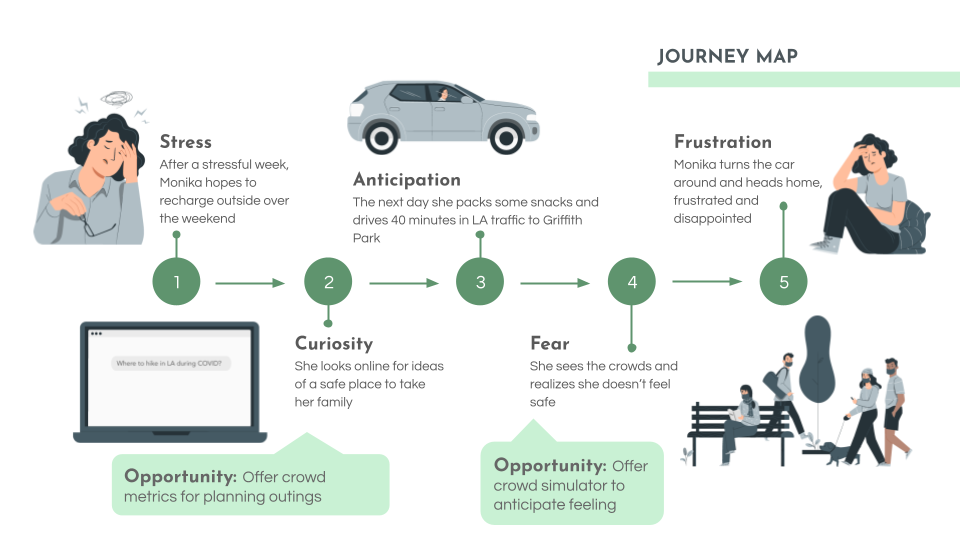 JOURNEY MAP
Stress
After a stressful week,
Monika hopes to
recharge outside over
the weekend
Anticipation
The next day she packs some snacks and
drives 40 minutes in LA traffic to Griffith
Park
Frustration
Monika turns the car
around and heads home,
frustrated and
disappointed
1
2
3
4
5
Where to hike in LA during COVID?
Curiosity
She looks online for ideas
of a safe place to take
her family
Fear
She sees the crowds and
realizes she doesn’t feel
safe
Opportunity: Offer crowd
metrics for planning outings
Opportunity: Offer
crowd simulator to
anticipate feeling